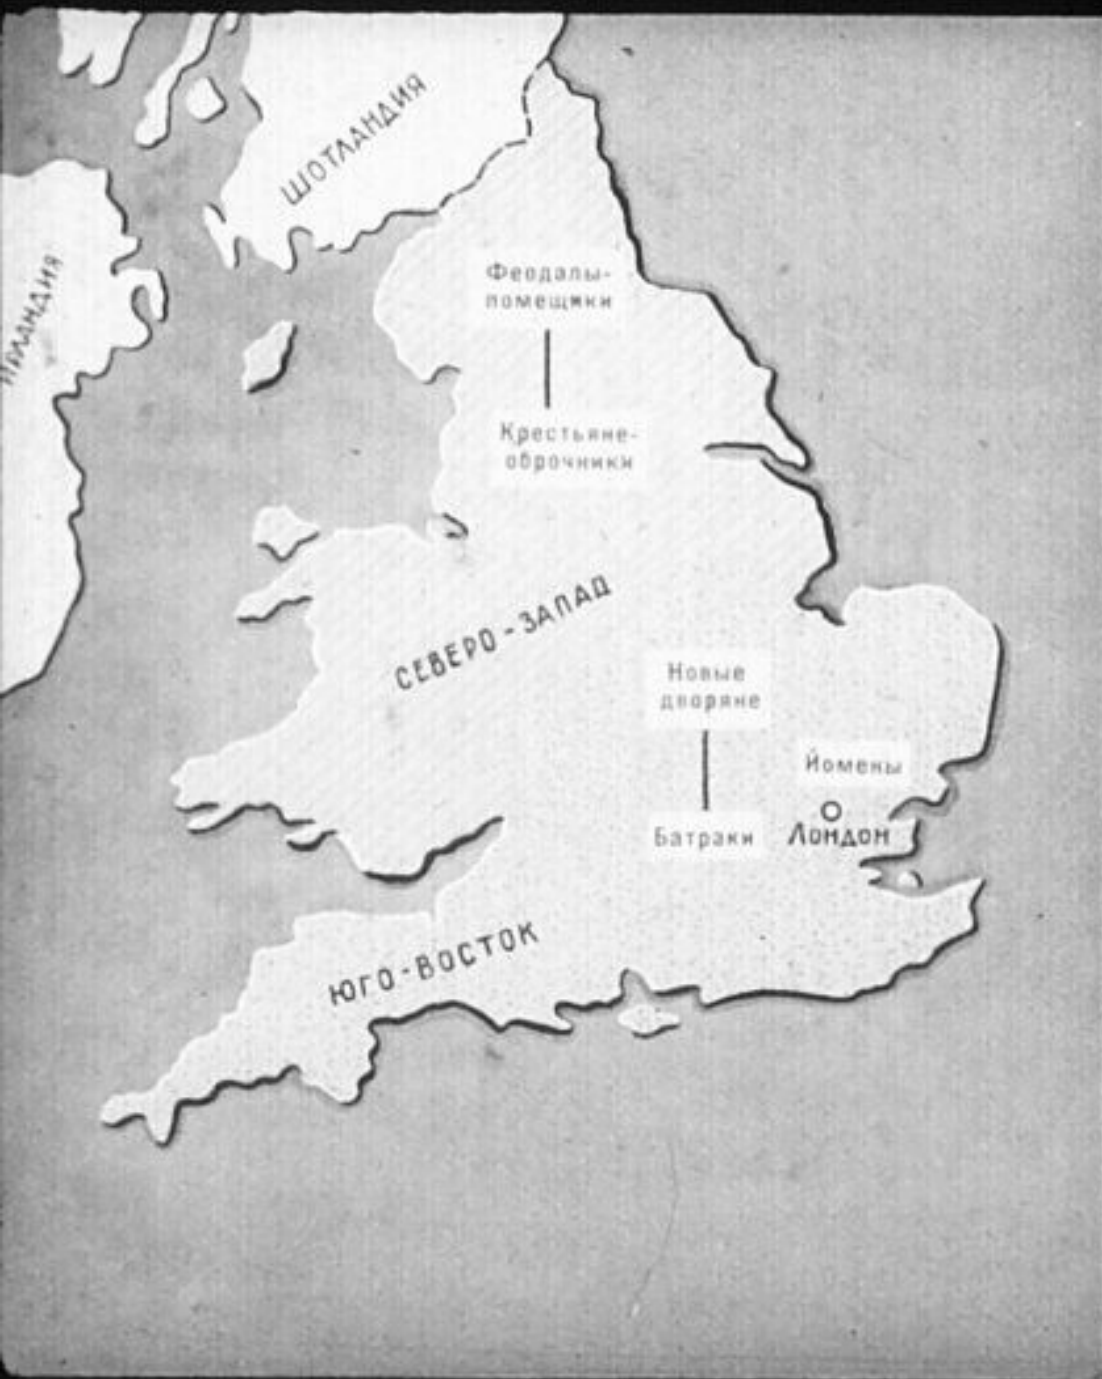 ШОТЛАНДИЯ
ИРЛАНДИЯ
Феодалы-
помещики
Крестьяне-
оброчники
СЕВЕРО-ЗАПАД
Новые
дворяне
Йомены
Батраки
ЛОНДОН
ЮГО-ВОСТОК